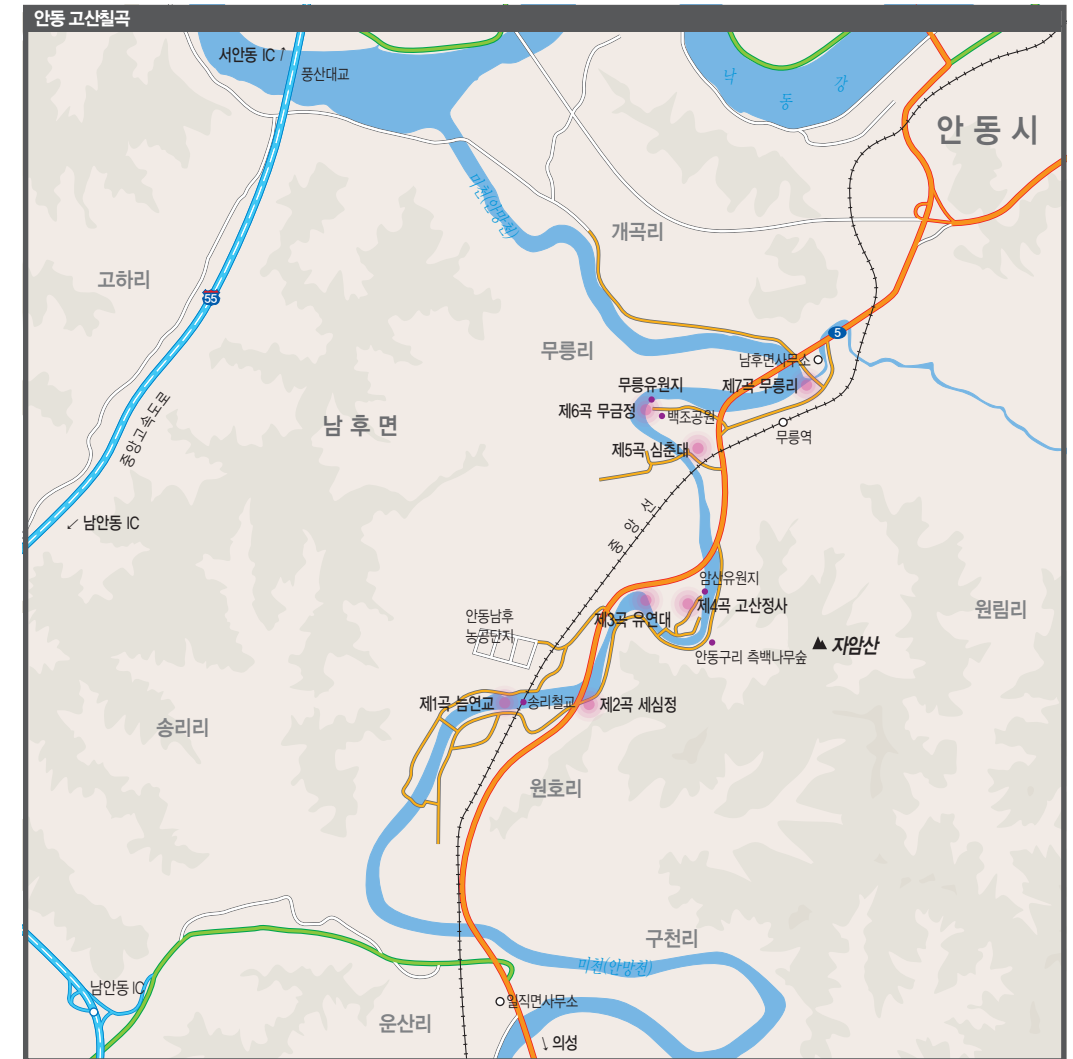 안동 고산칠곡
서안동 IC ↑
풍산대교
낙동강
안동시
미천(안망천)
개곡리
고하리
55
5
무릉리
남후면사무소
무릉유원지
제7곡 무릉리
제6곡 무금정
백조공원
남후면
무릉역
제5곡 심춘대
중앙고속도로
↙ 남안동 IC
중앙선
암산유원지
제4곡 고산정사
원림리
안동남후
농공단지
제3곡 유연대
자암산
안동구리 측백나무숲
제1곡 늠연교
송리철교
제2곡 세심정
송리리
원호리
구천리
미천(안망천)
남안동 IC
일직면사무소
운산리
↓ 의성